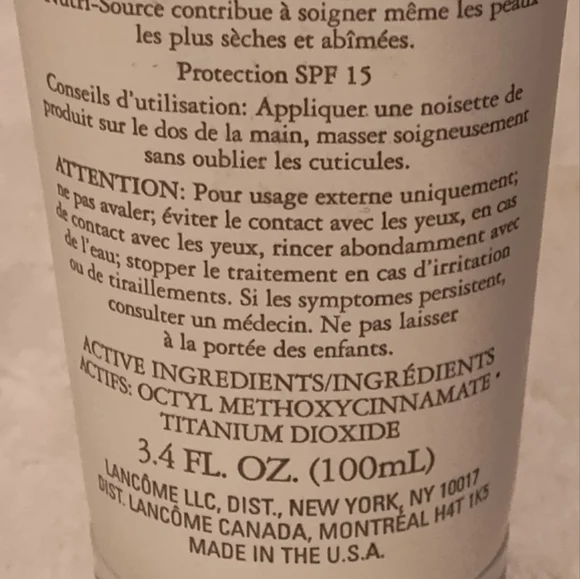 Nutri-Source contribue à soigner même les peaux
les plus sèches et abîmées.
Protection SPF 15
Conseils d'utilisation: Appliquer une noisette de
produit sur le dos de la main, masser soigneusement
sans oublier les cuticules.
ATTENTION: Pour usage externe uniquement;
ne pas avaler; éviter le contact avec les yeux, en cas
de contact avec les yeux, rincer abondamment avec
de l'eau; stopper le traitement en cas d'irritation
ou de tiraillements. Si les symptomes persistent,
consulter un médecin. Ne pas laisser
à la portée des enfants.
ACTIVE INGREDIENTS/INGRÉDIENTS
ACTIFS: OCTYL METHOXYCINNAMATE •
TITANIUM DIOXIDE
3.4 FL. OZ. (100mL)
LANCÔME LLC, DIST., NEW YORK, NY 10017
DIST. LANCÔME CANADA, MONTRÉAL H4T 1K5
MADE IN THE U.S.A.